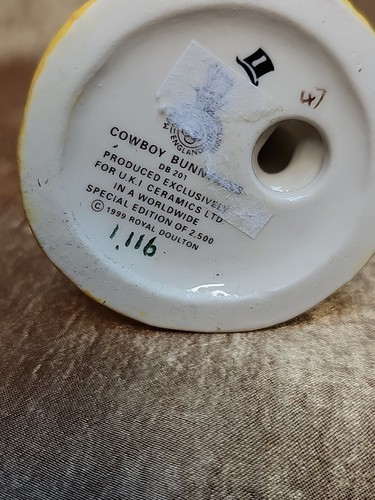 47
ENGLAND
COWBOY
DB 201
PRODUCED EXCLUSIVELY
FOR U.K.I CERAMICS LTD
IN A WORLDWIDE
SPECIAL EDITION OF 2,500
© 1999 ROYAL DOULTON
1,116